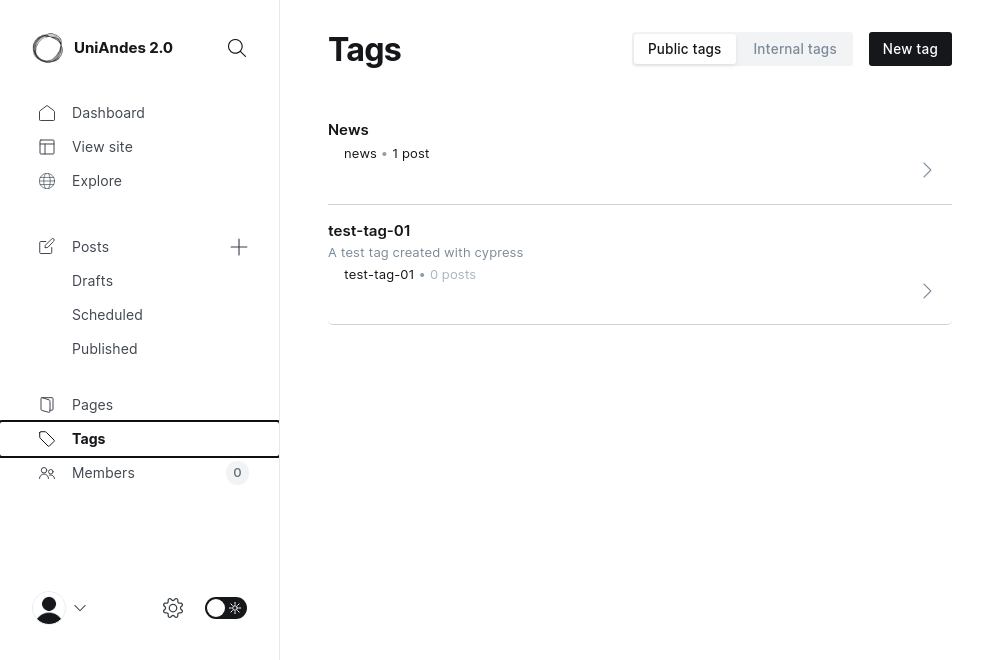 UniAndes 2.0
Dashboard
View site
Explore
Posts
Drafts
Scheduled
Published
Pages
Tags
Members 0
Tags
Public tags Internal tags New tag
News
news • 1 post
test-tag-01
A test tag created with cypress
test-tag-01 • 0 posts